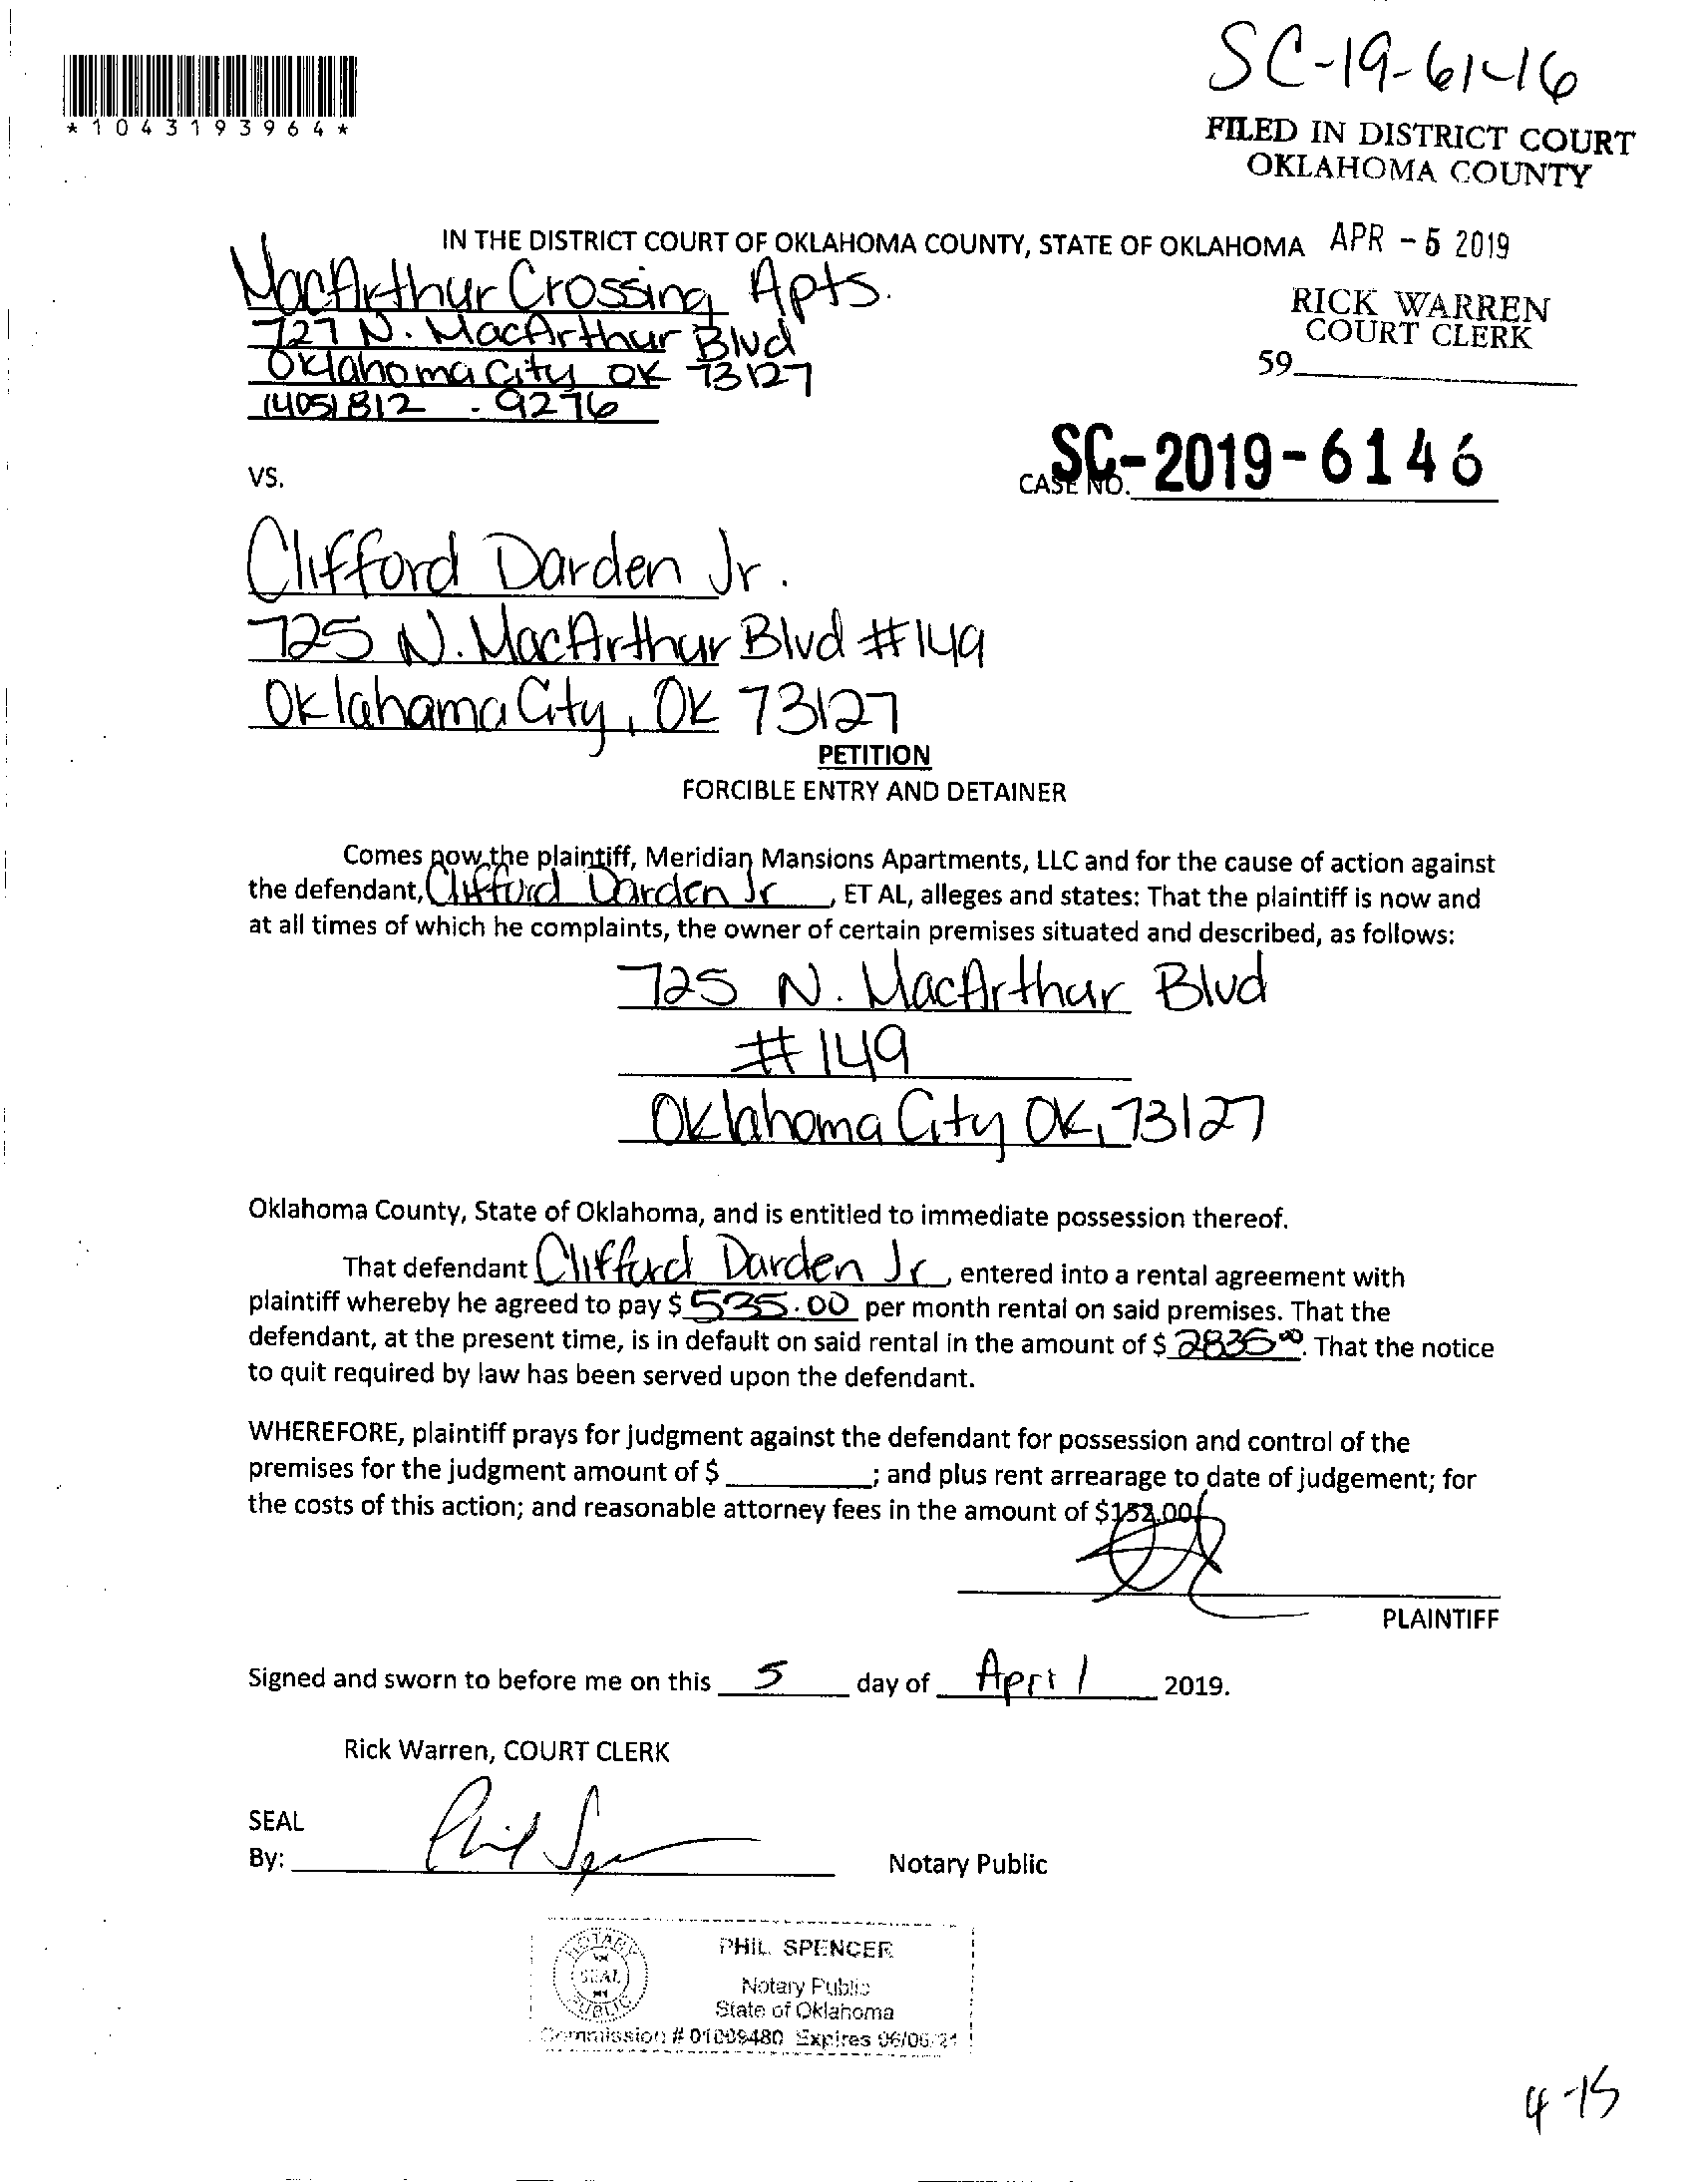 SC-19-6146
*1043193964*
FILED IN DISTRICT COURT
OKLAHOMA COUNTY
IN THE DISTRICT COURT OF OKLAHOMA COUNTY, STATE OF OKLAHOMA APR - 5 2019
MacArthur Crossing Apts.
727 N. MacArthur Blvd
Oklahoma City OK 73127
(405) 812 - 9276
RICK WARREN
COURT CLERK
59
VS.
CASE NO. SC-2019-6146
Clifford Darden Jr.
725 N. MacArthur Blvd #149
Oklahoma City, OK 73127
PETITION
FORCIBLE ENTRY AND DETAINER
Comes now the plaintiff, Meridian Mansions Apartments, LLC and for the cause of action against
the defendant, Clifford Darden Jr, ET AL, alleges and states: That the plaintiff is now and
at all times of which he complaints, the owner of certain premises situated and described, as follows:
725 N. MacArthur Blvd
#149
Oklahoma City OK, 73127
Oklahoma County, State of Oklahoma, and is entitled to immediate possession thereof.
That defendant Clifford Darden Jr, entered into a rental agreement with
plaintiff whereby he agreed to pay $ 535.00 per month rental on said premises. That the
defendant, at the present time, is in default on said rental in the amount of $ 2835.00. That the notice
to quit required by law has been served upon the defendant.
WHEREFORE, plaintiff prays for judgment against the defendant for possession and control of the
premises for the judgment amount of $ ; and plus rent arrearage to date of judgement; for
the costs of this action; and reasonable attorney fees in the amount of $152.00
PLAINTIFF
Signed and sworn to before me on this 5 day of April 2019.
Rick Warren, COURT CLERK
SEAL
By: Phil Spencer Notary Public
NOTARY PUBLIC SEAL
PHIL SPENCER
Notary Public
State of Oklahoma
Commission # 01009480 Expires 06/06/21
4-15